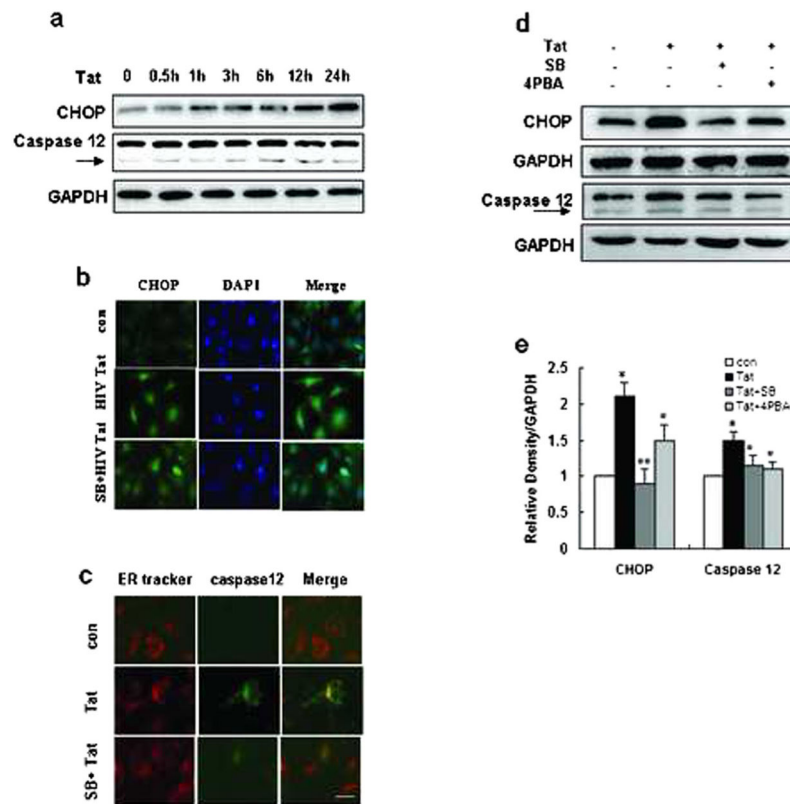 a
Tat 0 0.5h 1h 3h 6h 12h 24h
CHOP
Caspase 12
GAPDH
b
CHOP DAPI Merge
con
HIV Tat
SB+HIV Tat
c
ER tracker caspase12 Merge
con
Tat
SB+ Tat
d
Tat - + + +
SB - - + -
4PBA - - - +
CHOP
GAPDH
Caspase 12
GAPDH
e
Relative Density/GAPDH
2.5
2
1.5
1
0.5
0
con
Tat
Tat+SB
Tat+4PBA
* ** * * * *
CHOP Caspase 12